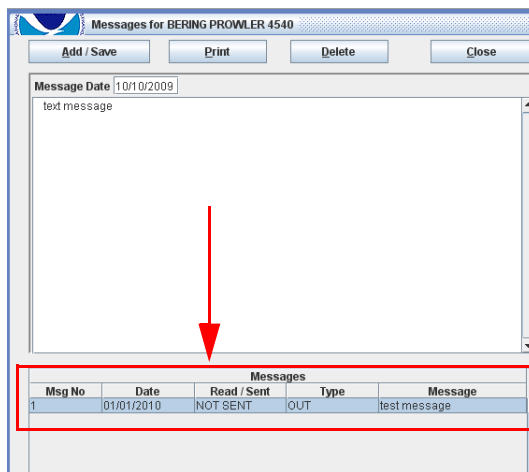 Messages for BERING PROWLER 4540
Add / Save Print Delete Close
Message Date 10/10/2009
text message
Messages
Msg No Date Read / Sent Type Message
1 01/01/2010 NOT SENT OUT test message